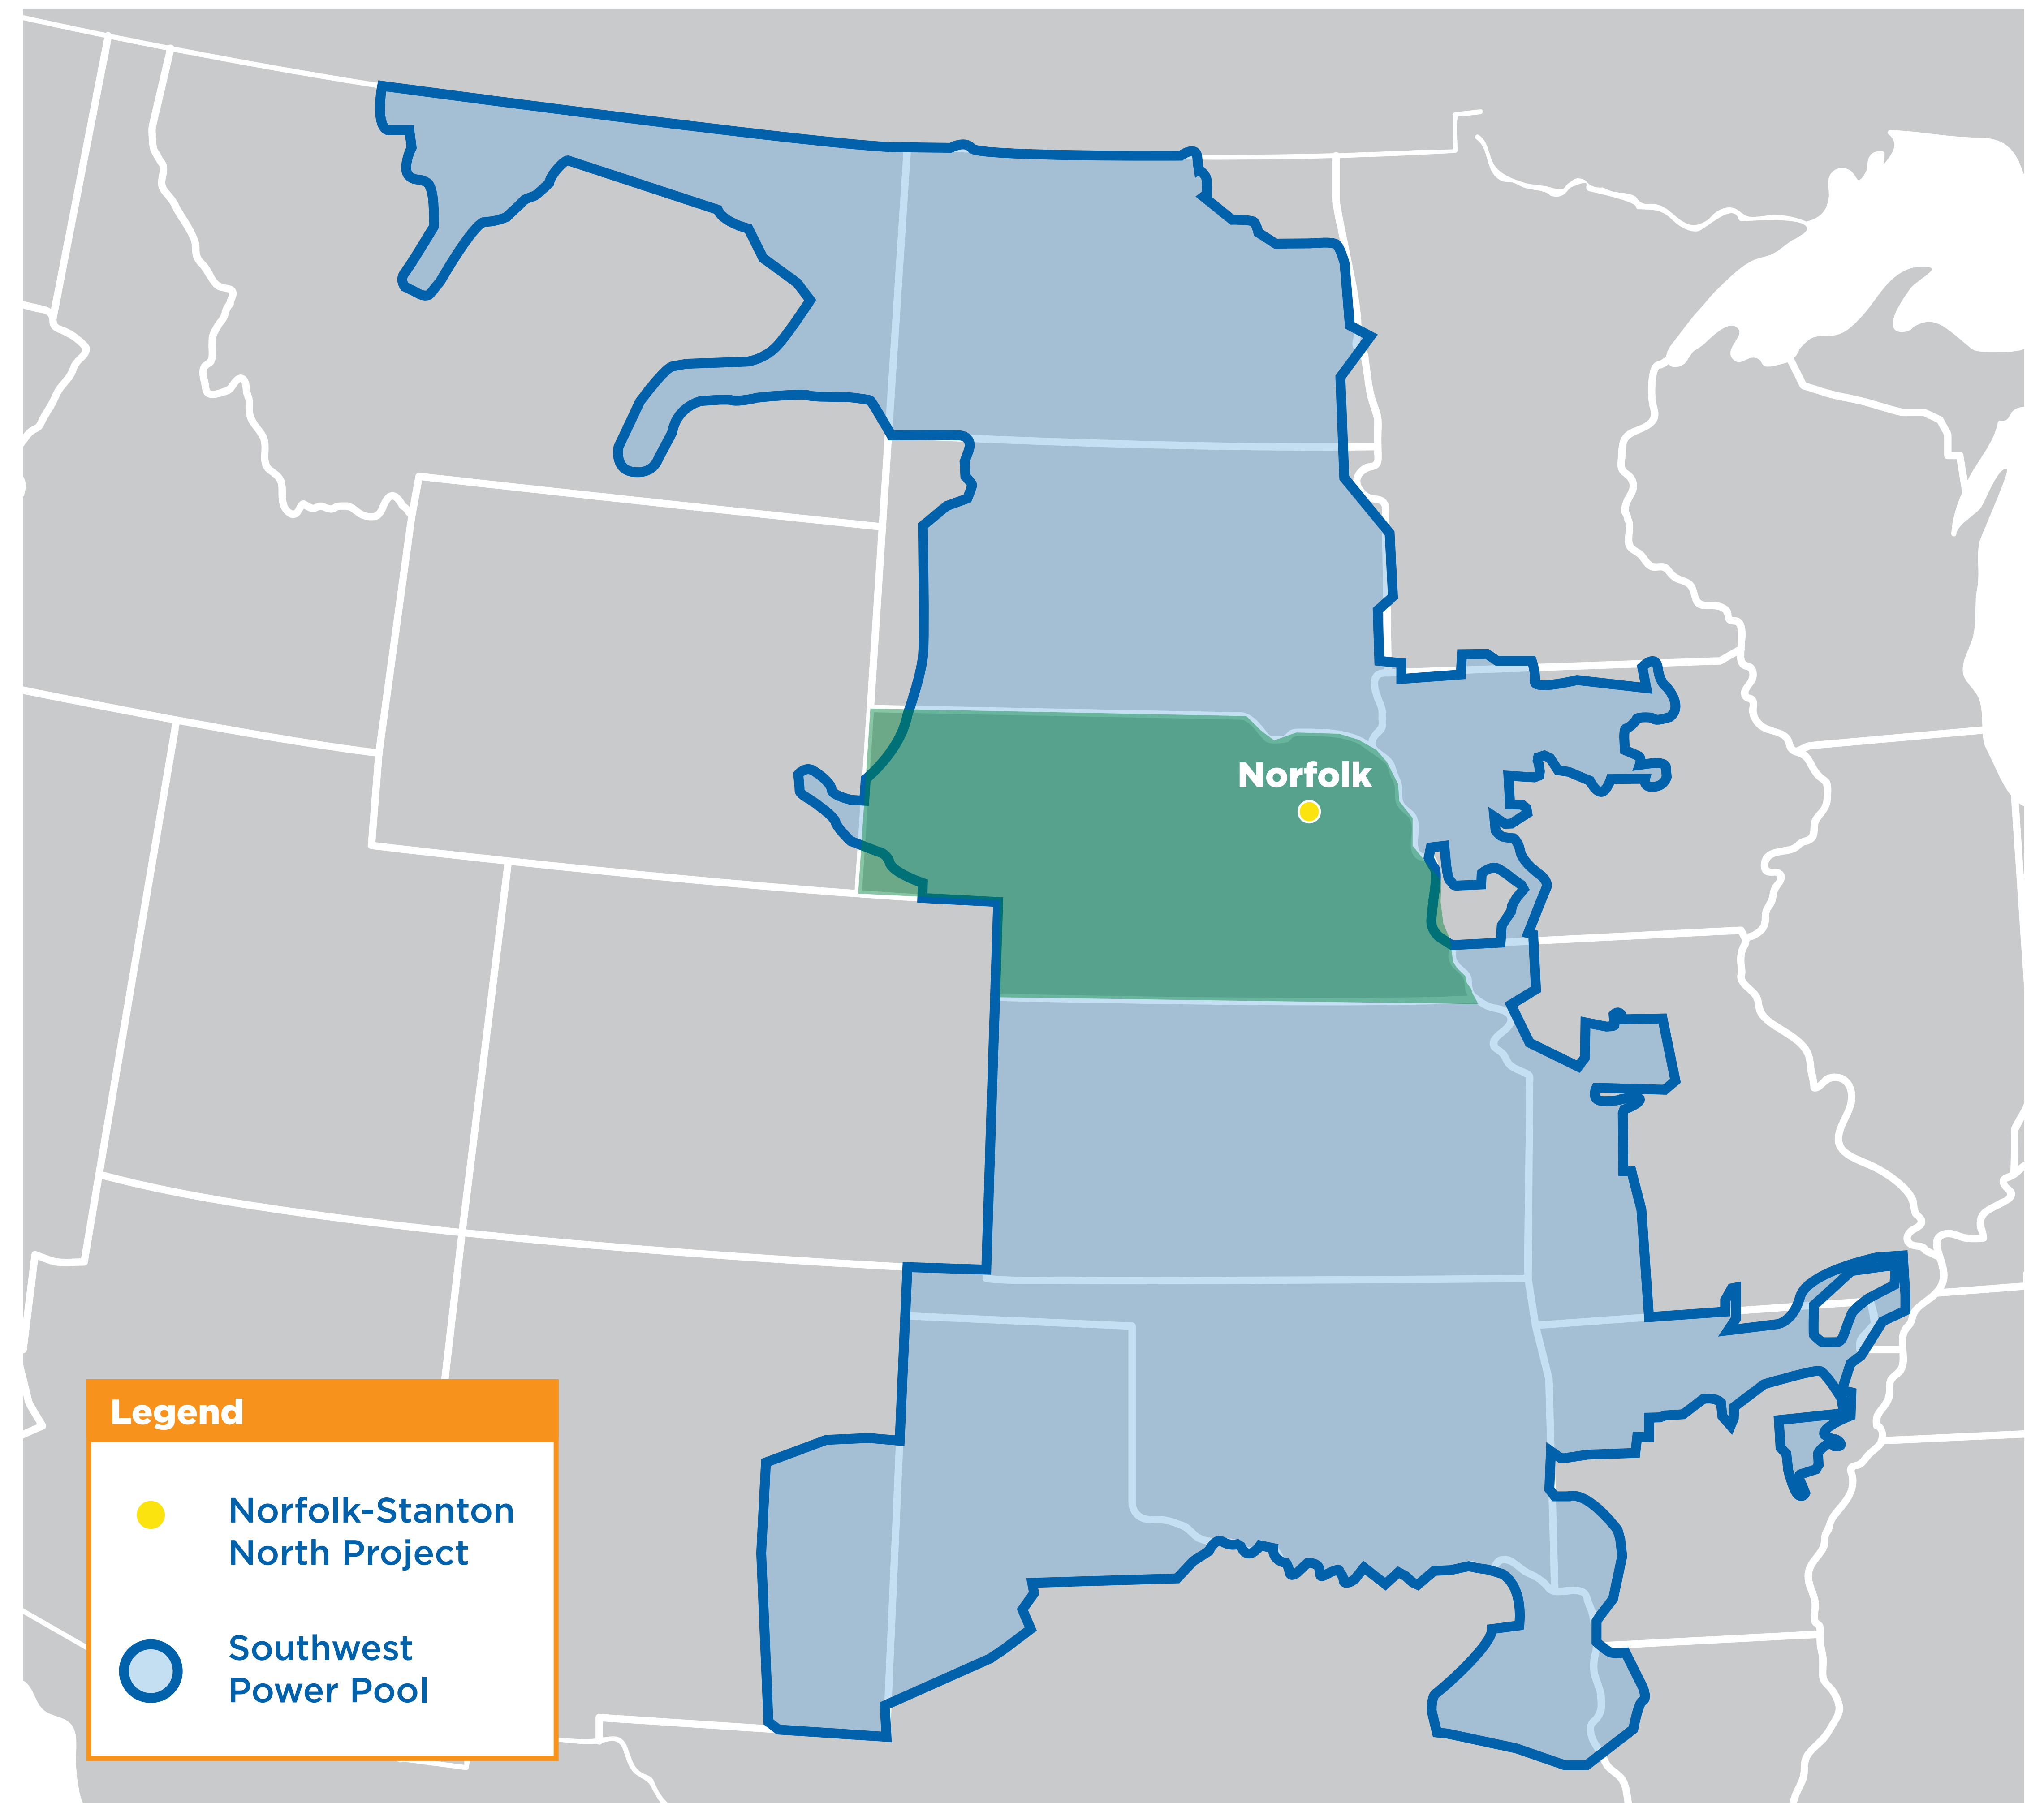 Norfolk
Legend
Norfolk-Stanton
North Project
Southwest
Power Pool